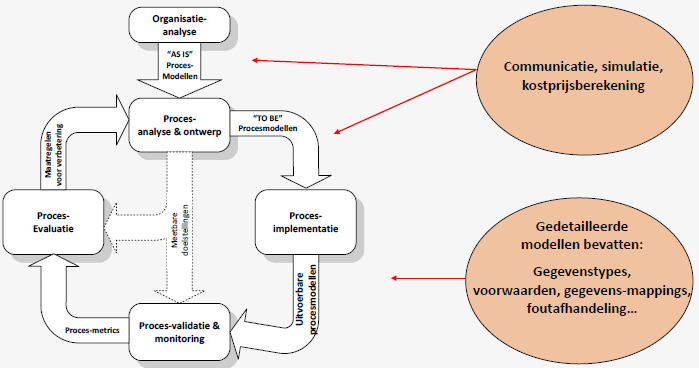 Organisatie-
analyse
“AS IS”
Proces-
Modellen
Communicatie, simulatie,
kostprijsberekening
Proces-
analyse & ontwerp
“TO BE”
Procesmodellen
Maatregelen
voor verbetering
Proces-
Evaluatie
Meetbare
doelstellingen
Proces-
implementatie
Gedetailleerde
modellen bevatten:
Gegevenstypes,
voorwaarden, gegevens-mappings,
foutafhandeling…
Uitvoerbare
procesmodellen
Proces-metrics
Proces-validatie &
monitoring